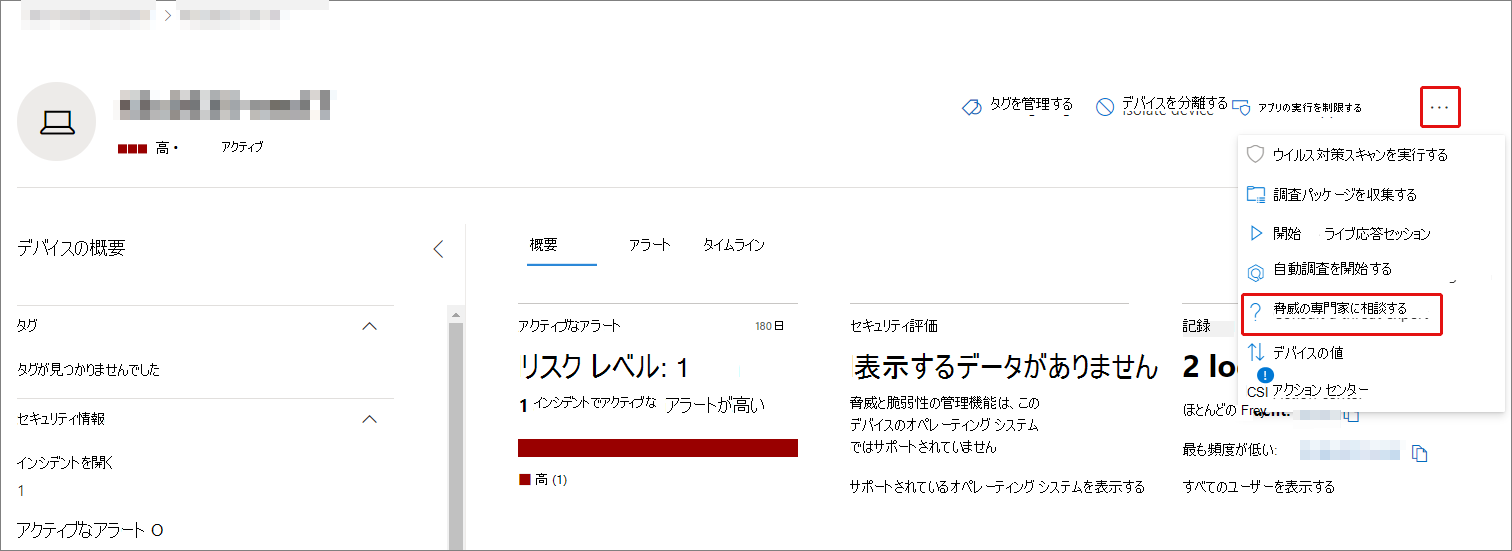 タグを管理する
デバイスを分離する
アプリの実行を制限する
...
高・ アクティブ
ウイルス対策スキャンを実行する
調査パッケージを収集する
開始 ライブ応答セッション
自動調査を開始する
脅威の専門家に相談する
デバイスの値
アクション センター
デバイスの概要
タグ
タグが見つかりませんでした
セキュリティ情報
インシデントを開く
1
アクティブなアラート O
概要 アラート タイムライン
アクティブなアラート 180 日
リスク レベル: 1
1 インシデントでアクティブな アラートが高い
高 (1)
セキュリティ評価
表示するデータがありません
脅威と脆弱性の管理機能は、この
デバイスのオペレーティング システム
ではサポートされていません
サポートされているオペレーティング システムを表示する
記録
2 lo
CSI
ほとんどの Frey
最も頻度が低い:
すべてのユーザーを表示する